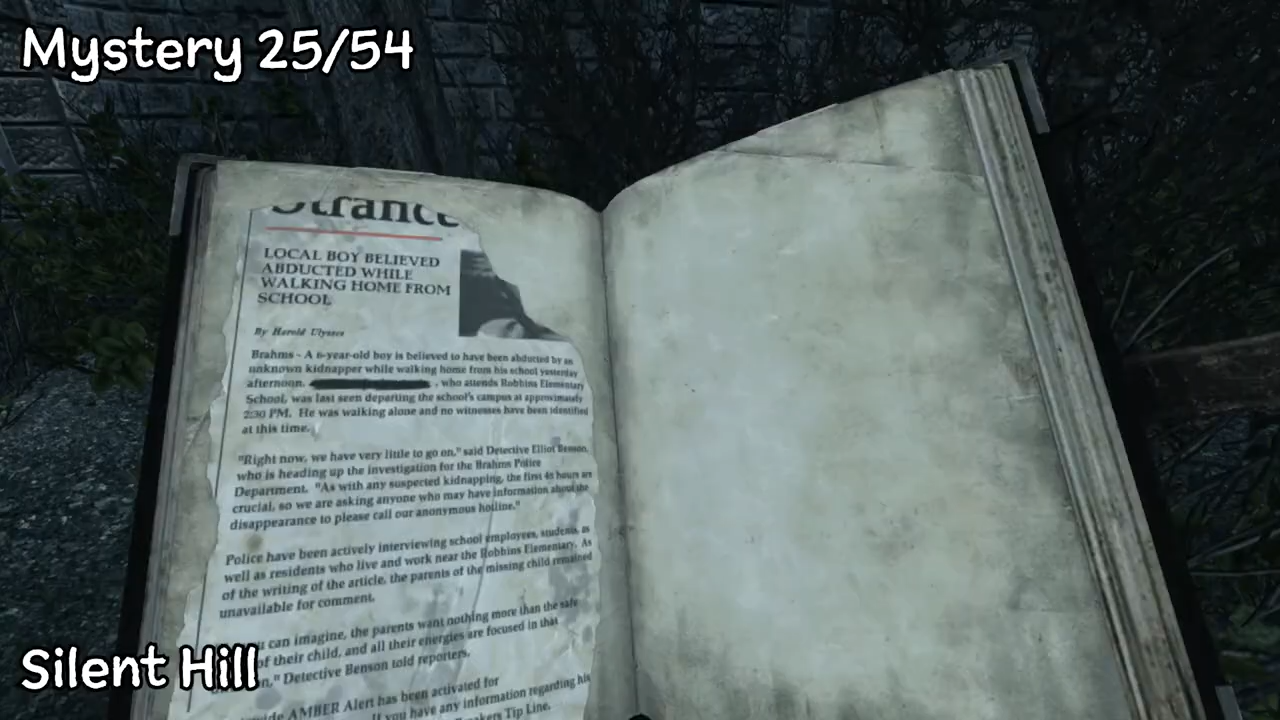 Mystery 25/54
LOCAL BOY BELIEVED
ABDUCTED WHILE
WALKING HOME FROM
SCHOOL
By Harold Ulysses
Brahms - A 6-year-old boy is believed to have been abducted by an
unknown kidnapper while walking home from his school yesterday
afternoon. , who attends Robbins Elementary
School, was last seen departing the school's campus at approximately
2:30 PM. He was walking alone and no witnesses have been identified
at this time.
"Right now, we have very little to go on," said Detective Elliot Benson,
who is heading up the investigation for the Brahms Police
Department. "As with any suspected kidnapping, the first 48 hours are
crucial, so we are asking anyone who may have information about the
disappearance to please call our anonymous hotline."
Police have been actively interviewing school employees, students, as
well as residents who live and work near the Robbins Elementary. As
of the writing of the article, the parents of the missing child remained
unavailable for comment.
can imagine, the parents want nothing more than the safe
of their child, and all their energies are focused in that
Detective Benson told reporters.
AMBER Alert has been activated for
you have any information regarding his
Tip Line.
Silent Hill